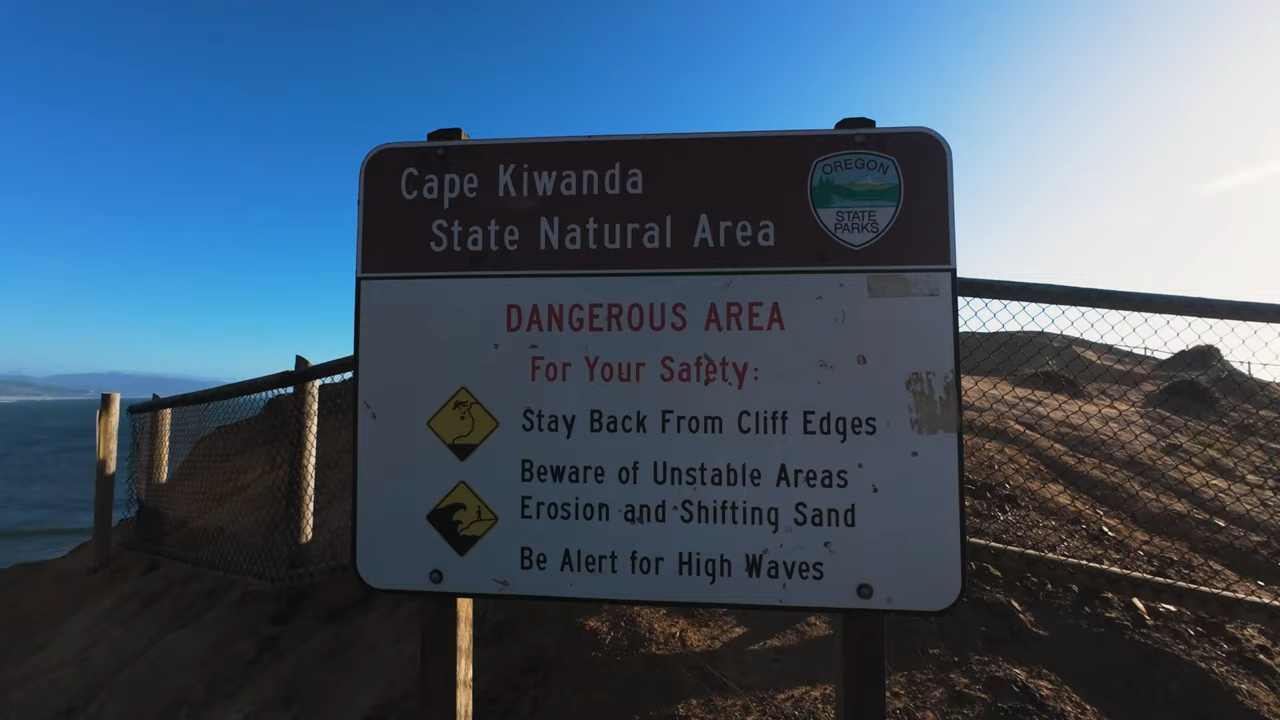 Cape Kiwanda
State Natural Area
OREGON
STATE
PARKS
DANGEROUS AREA
For Your Safety:
Stay Back From Cliff Edges
Beware of Unstable Areas
Erosion and Shifting Sand
Be Alert for High Waves